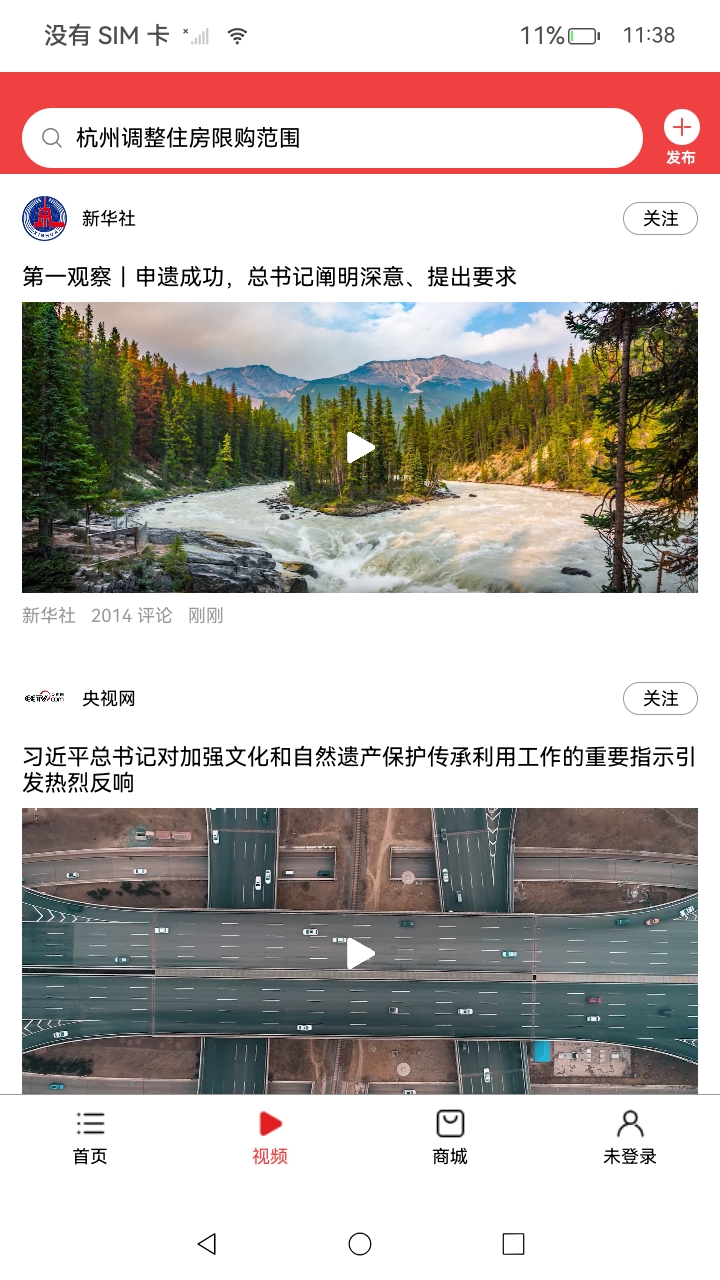 没有 SIM 卡
11%
11:38
杭州调整住房限购范围
发布
新华社
关注
第一观察丨申遗成功，总书记阐明深意、提出要求
新华社 2014 评论 刚刚
央视网
关注
习近平总书记对加强文化和自然遗产保护传承利用工作的重要指示引
发热烈反响
首页
视频
商城
未登录